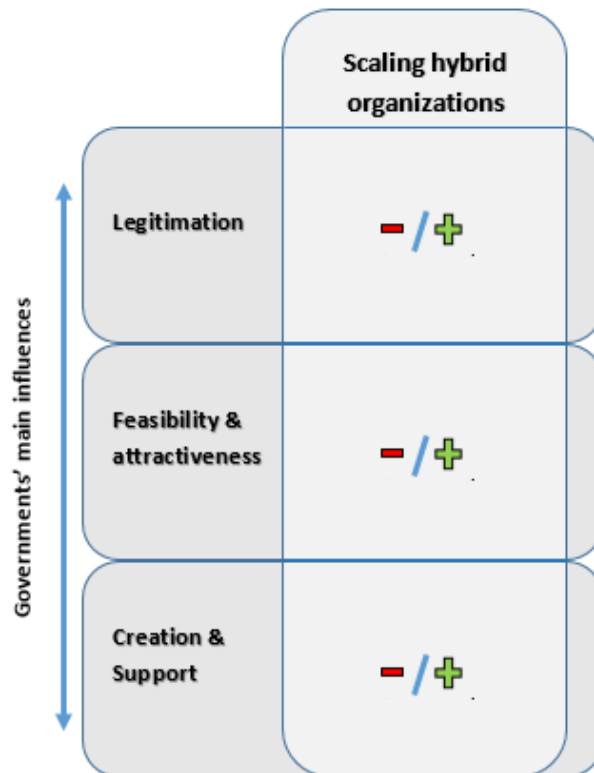 Scaling hybrid
organizations
Governments' main influences
Legitimation
- / +
Feasibility &
attractiveness
- / +
Creation &
Support
- / +